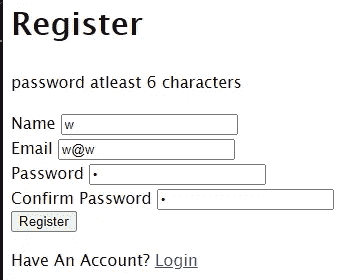 Register
password atleast 6 characters
Name w
Email w@w
Password •
Confirm Password •
Register
Have An Account? Login